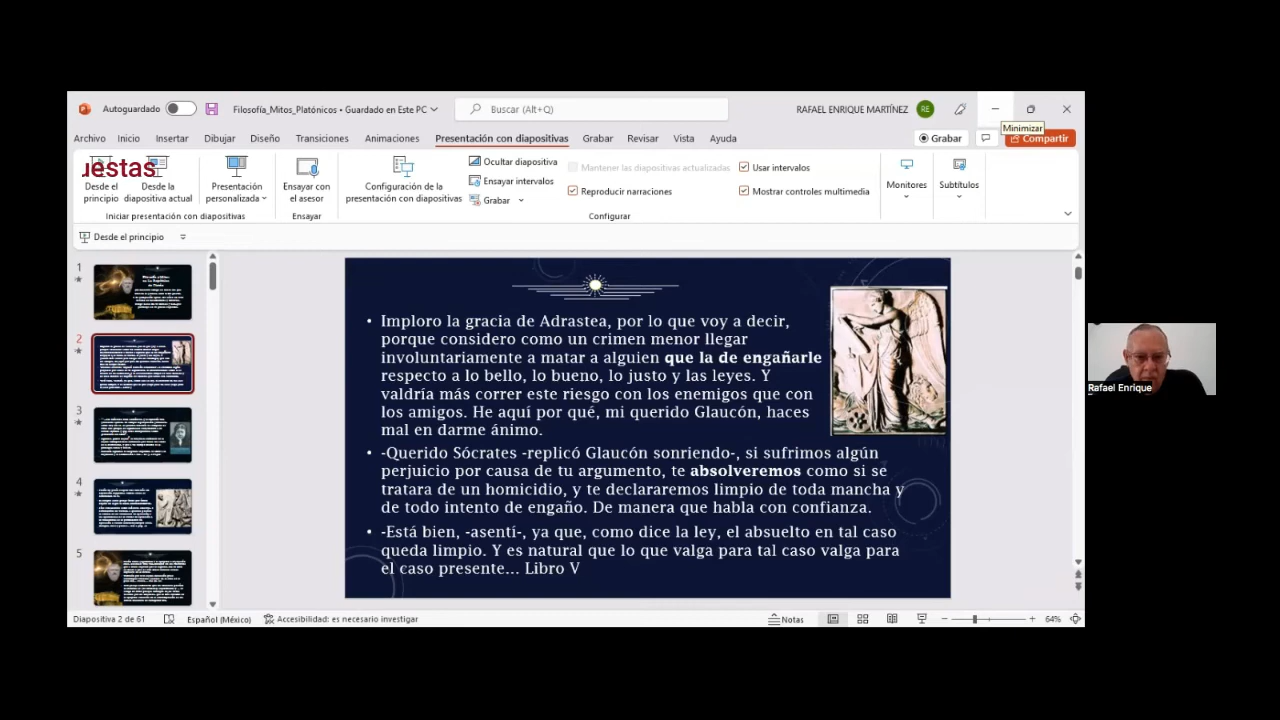 Autoguardado
Filosofía_Mitos_Platónicos • Guardado en Este PC
Buscar (Alt+Q)
RAFAEL ENRIQUE MARTÍNEZ
RE
Minimizar
Archivo Inicio Insertar Dibujar Diseño Transiciones Animaciones Presentación con diapositivas Grabar Revisar Vista Ayuda
Grabar
Compartir
uestas
Desde el principio
Desde la diapositiva actual
Presentación personalizada
Iniciar presentación con diapositivas
Ensayar con el asesor
Ensayar
Configuración de la presentación con diapositivas
Ocultar diapositiva
Ensayar intervalos
Grabar
Mantener las diapositivas actualizadas
Reproducir narraciones
Usar intervalos
Mostrar controles multimedia
Configurar
Monitores
Subtítulos
Desde el principio
1
2
3
4
5
• Imploro la gracia de Adrastea, por lo que voy a decir,
porque considero como un crimen menor llegar
involuntariamente a matar a alguien que la de engañarle
respecto a lo bello, lo bueno, lo justo y las leyes. Y
valdría más correr este riesgo con los enemigos que con
los amigos. He aquí por qué, mi querido Glaucón, haces
mal en darme ánimo.
• -Querido Sócrates -replicó Glaucón sonriendo-, si sufrimos algún
perjuicio por causa de tu argumento, te absolveremos como si se
tratara de un homicidio, y te declararemos limpio de toda mancha y
de todo intento de engaño. De manera que habla con confianza.
• -Está bien, -asentí-, ya que, como dice la ley, el absuelto en tal caso
queda limpio. Y es natural que lo que valga para tal caso valga para
el caso presente... Libro V
Rafael Enrique
Diapositiva 2 de 61
Español (México)
Accesibilidad: es necesario investigar
Notas
64%